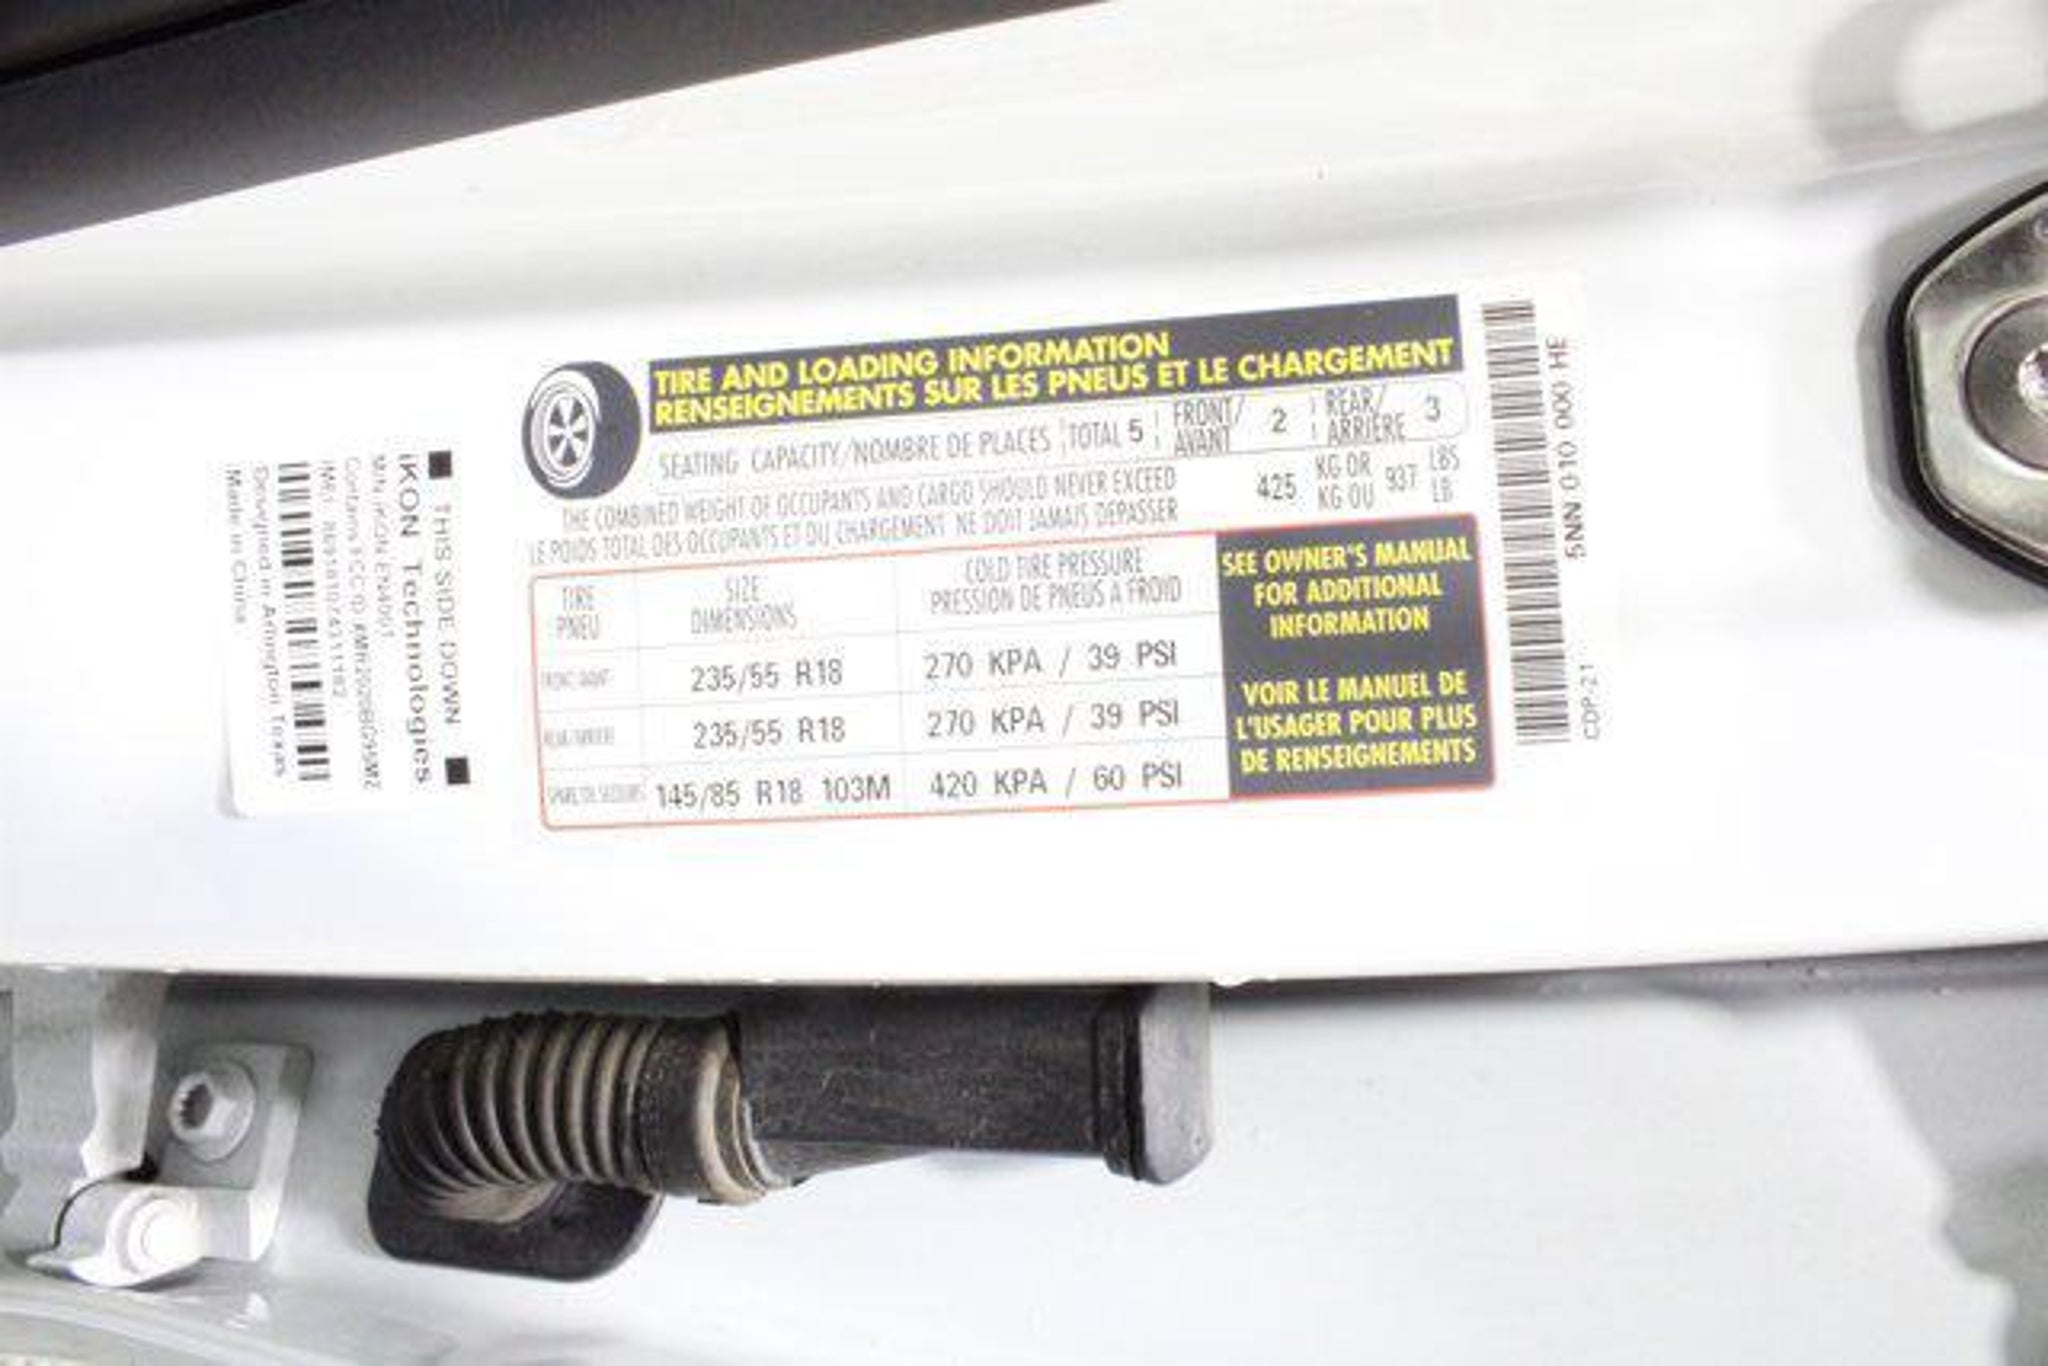 TIRE AND LOADING INFORMATION
RENSEIGNEMENTS SUR LES PNEUS ET LE CHARGEMENT
SEATING CAPACITY/NOMBRE DE PLACES TOTAL 5 FRONT/ AVANT 2 REAR/ ARRIÈRE 3
THE COMBINED WEIGHT OF OCCUPANTS AND CARGO SHOULD NEVER EXCEED
LE POIDS TOTAL DES OCCUPANTS ET DU CHARGEMENT NE DOIT JAMAIS DÉPASSER
425 KG OR KG OU 937 LBS LB
TIRE PNEU
SIZE DIMENSIONS
COLD TIRE PRESSURE
PRESSION DE PNEUS A FROID
235/55 R18 270 KPA / 39 PSI
235/55 R18 270 KPA / 39 PSI
145/85 R18 103M 420 KPA / 60 PSI
SEE OWNER'S MANUAL
FOR ADDITIONAL
INFORMATION
VOIR LE MANUEL DE
L'USAGER POUR PLUS
DE RENSEIGNEMENTS
5NN 010 000 HE
CDP-21
THIS SIDE DOWN
iKON Technologies
Designed in Arlington Texas
Made in China